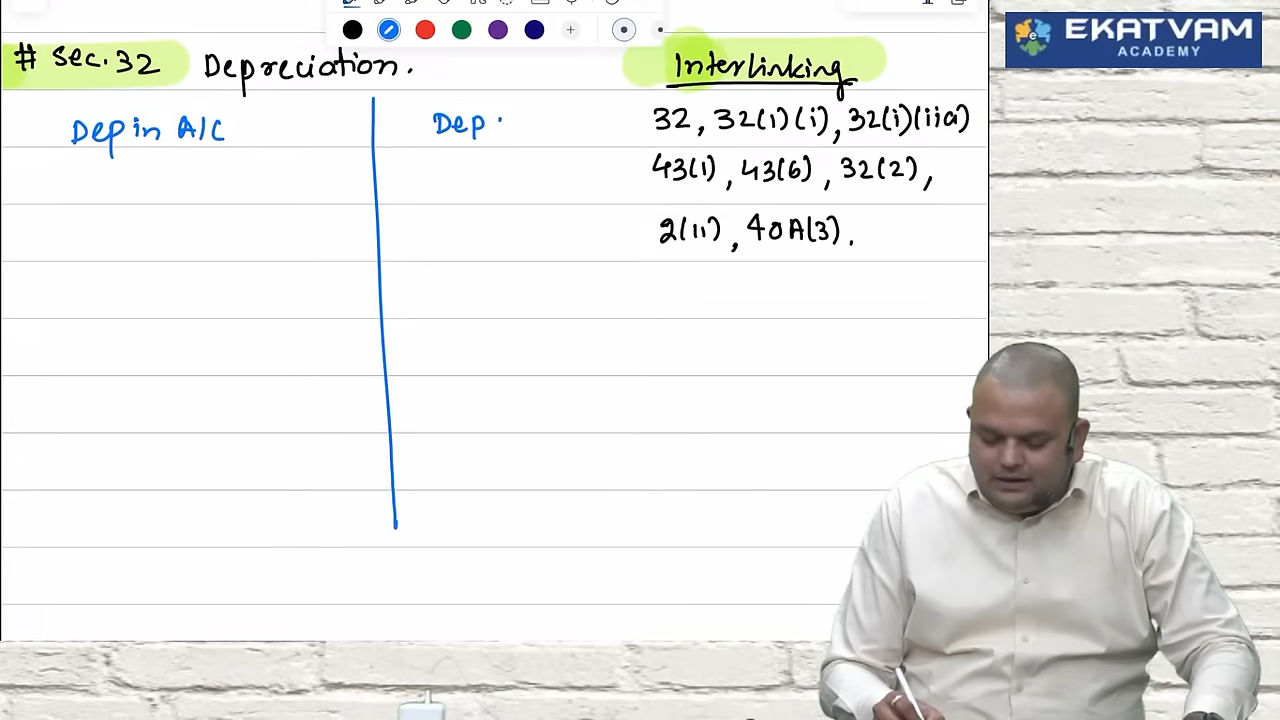 # Sec.32 Depreciation.
Interlinking
Dep in A/C
Dep.
32, 32(1)(i), 32(i)(iia)
43(1), 43(6), 32(2),
2(11), 40A(3).
EKATVAM
ACADEMY